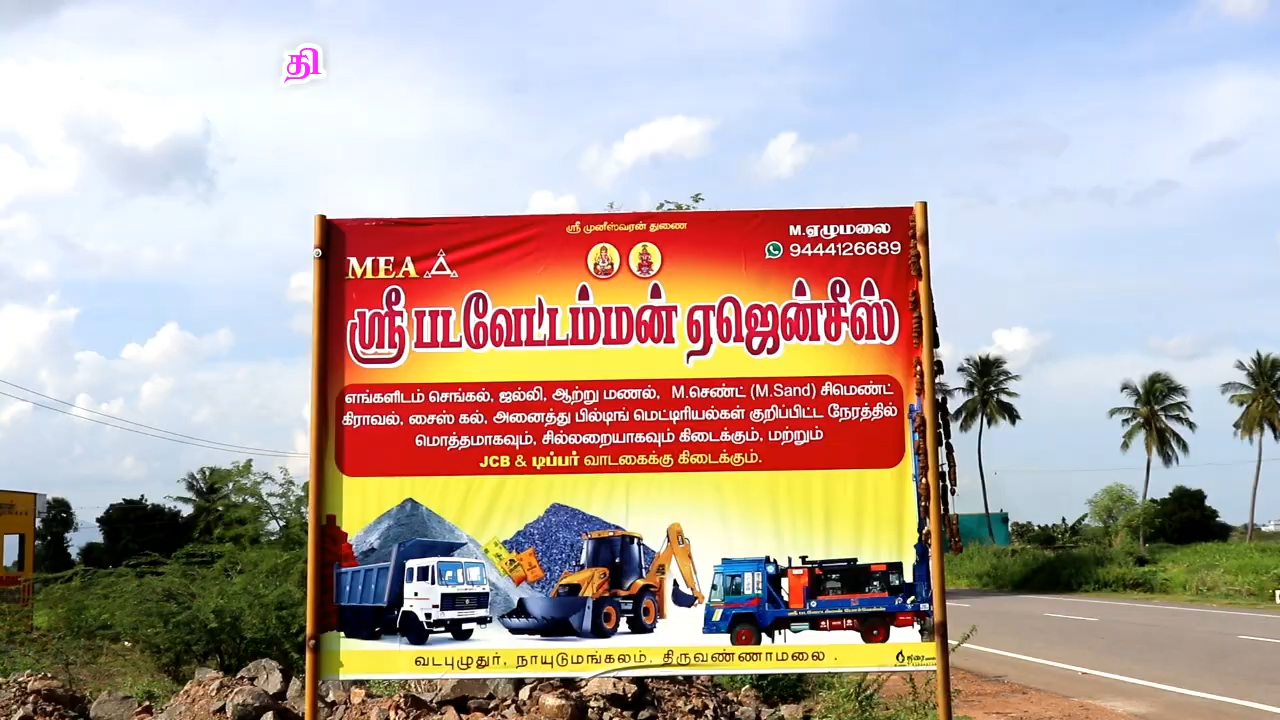 தி
ஸ்ரீ முனீஸ்வரன் துணை
M.ஏழுமலை
9444126689
MEA
ஸ்ரீ படவேட்டம்மன் ஏஜென்சீஸ்
எங்களிடம் செங்கல், ஜல்லி, ஆற்று மணல், M.செண்ட் (M.Sand) சிமெண்ட்
கிராவல், சைஸ் கல், அனைத்து பில்டிங் மெட்டிரியல்கள் குறிப்பிட்ட நேரத்தில்
மொத்தமாகவும், சில்லறையாகவும் கிடைக்கும், மற்றும்
JCB & டிப்பர் வாடகைக்கு கிடைக்கும்.
வடபுழுதுர், நாயுடுமங்கலம், திருவண்ணாமலை .